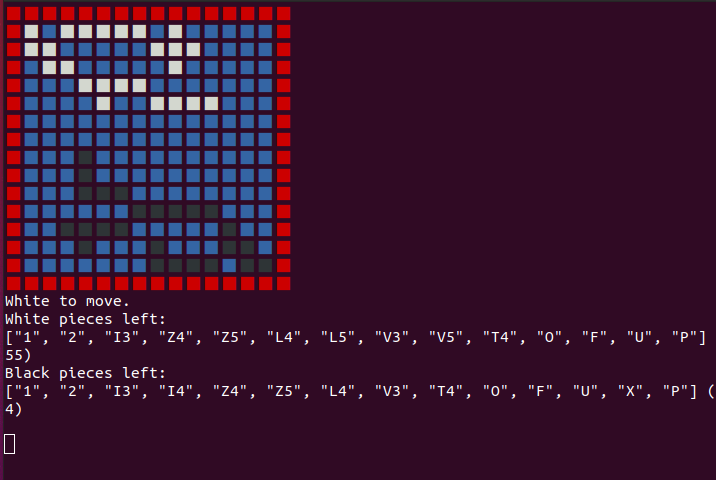 White to move.
White pieces left:
["1", "2", "I3", "Z4", "Z5", "L4", "L5", "V3", "V5", "T4", "O", "F", "U", "P"]
55)
Black pieces left:
["1", "2", "I3", "I4", "Z4", "Z5", "L4", "V3", "T4", "O", "F", "U", "X", "P"] (
4)